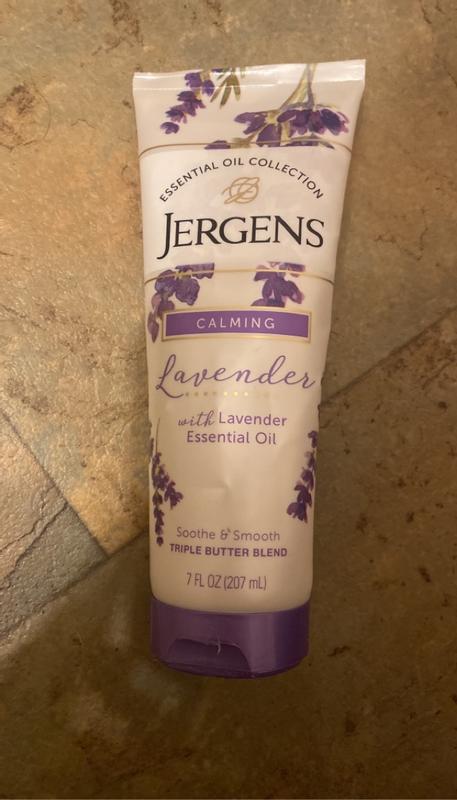 ESSENTIAL OIL COLLECTION
JERGENS
CALMING
Lavender
with Lavender
Essential Oil
Soothe & Smooth
TRIPLE BUTTER BLEND
7 FL OZ (207 mL)